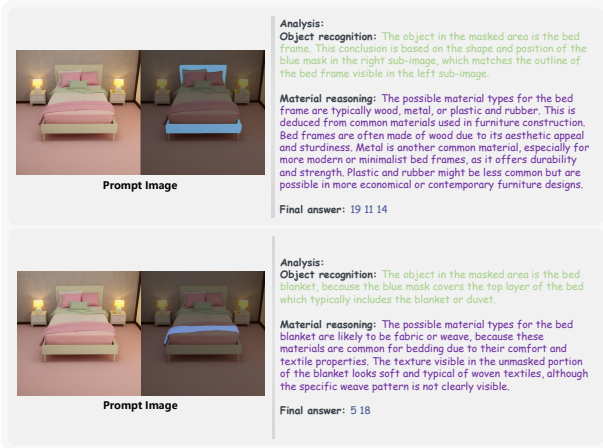 Analysis:
Object recognition: The object in the masked area is the bed
frame. This conclusion is based on the shape and position of the
blue mask in the right sub-image, which matches the outline of
the bed frame visible in the left sub-image.
Material reasoning: The possible material types for the bed
frame are typically wood, metal, or plastic and rubber. This is
deduced from common materials used in furniture construction.
Bed frames are often made of wood due to its aesthetic appeal
and sturdiness. Metal is another common material, especially for
more modern or minimalist bed frames, as it offers durability
and strength. Plastic and rubber might be less common but are
possible in more economical or contemporary furniture designs.
Final answer: 19 11 14
Prompt Image
Analysis:
Object recognition: The object in the masked area is the bed
blanket, because the blue mask covers the top layer of the bed
which typically includes the blanket or duvet.
Material reasoning: The possible material types for the bed
blanket are likely to be fabric or weave, because these
materials are common for bedding due to their comfort and
textile properties. The texture visible in the unmasked portion
of the blanket looks soft and typical of woven textiles, although
the specific weave pattern is not clearly visible.
Final answer: 5 18
Prompt Image